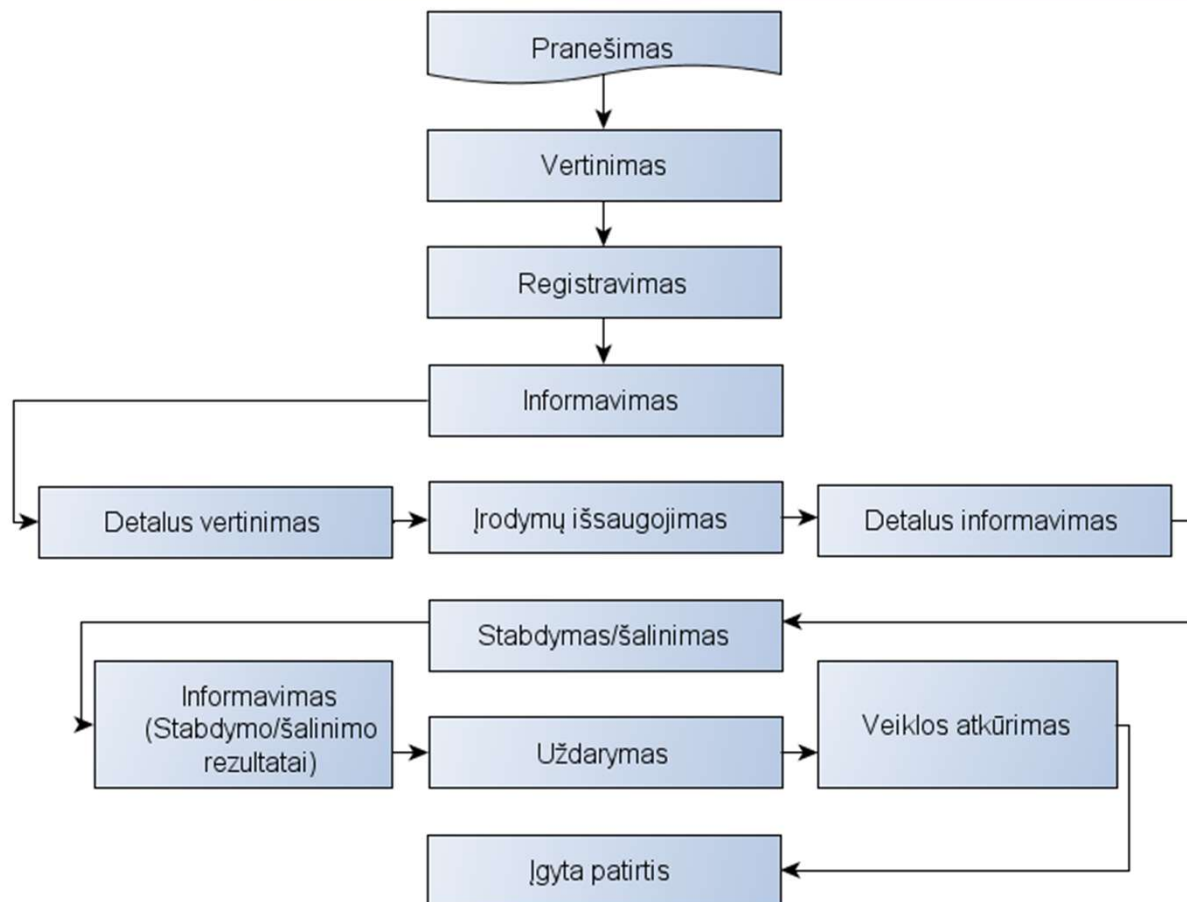 Pranešimas
Vertinimas
Registravimas
Informavimas
Detalus vertinimas
Įrodymų išsaugojimas
Detalus informavimas
Stabdymas/šalinimas
Informavimas
(Stabdymo/šalinimo
rezultatai)
Uždarymas
Veiklos atkūrimas
Įgyta patirtis